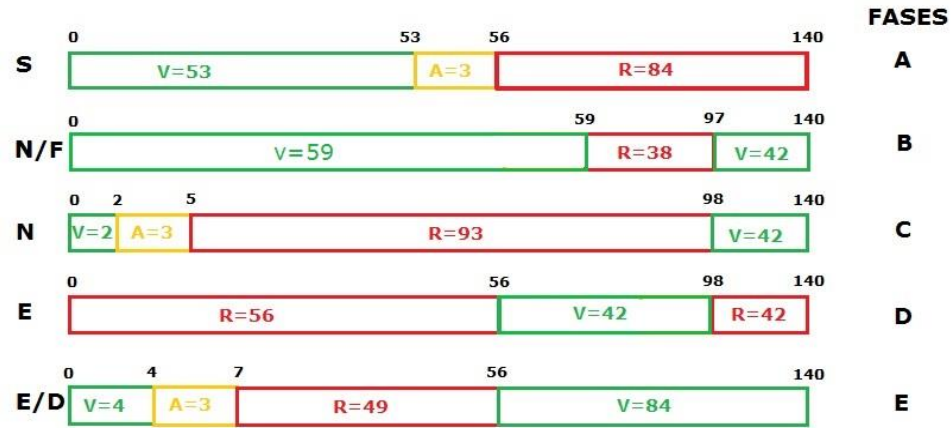 FASES
0 53 56 140
S V=53 A=3 R=84 A
0 59 97 140
N/F V=59 R=38 V=42 B
0 2 5 98 140
N V=2 A=3 R=93 V=42 C
0 56 98 140
E R=56 V=42 R=42 D
0 4 7 56 140
E/D V=4 A=3 R=49 V=84 E